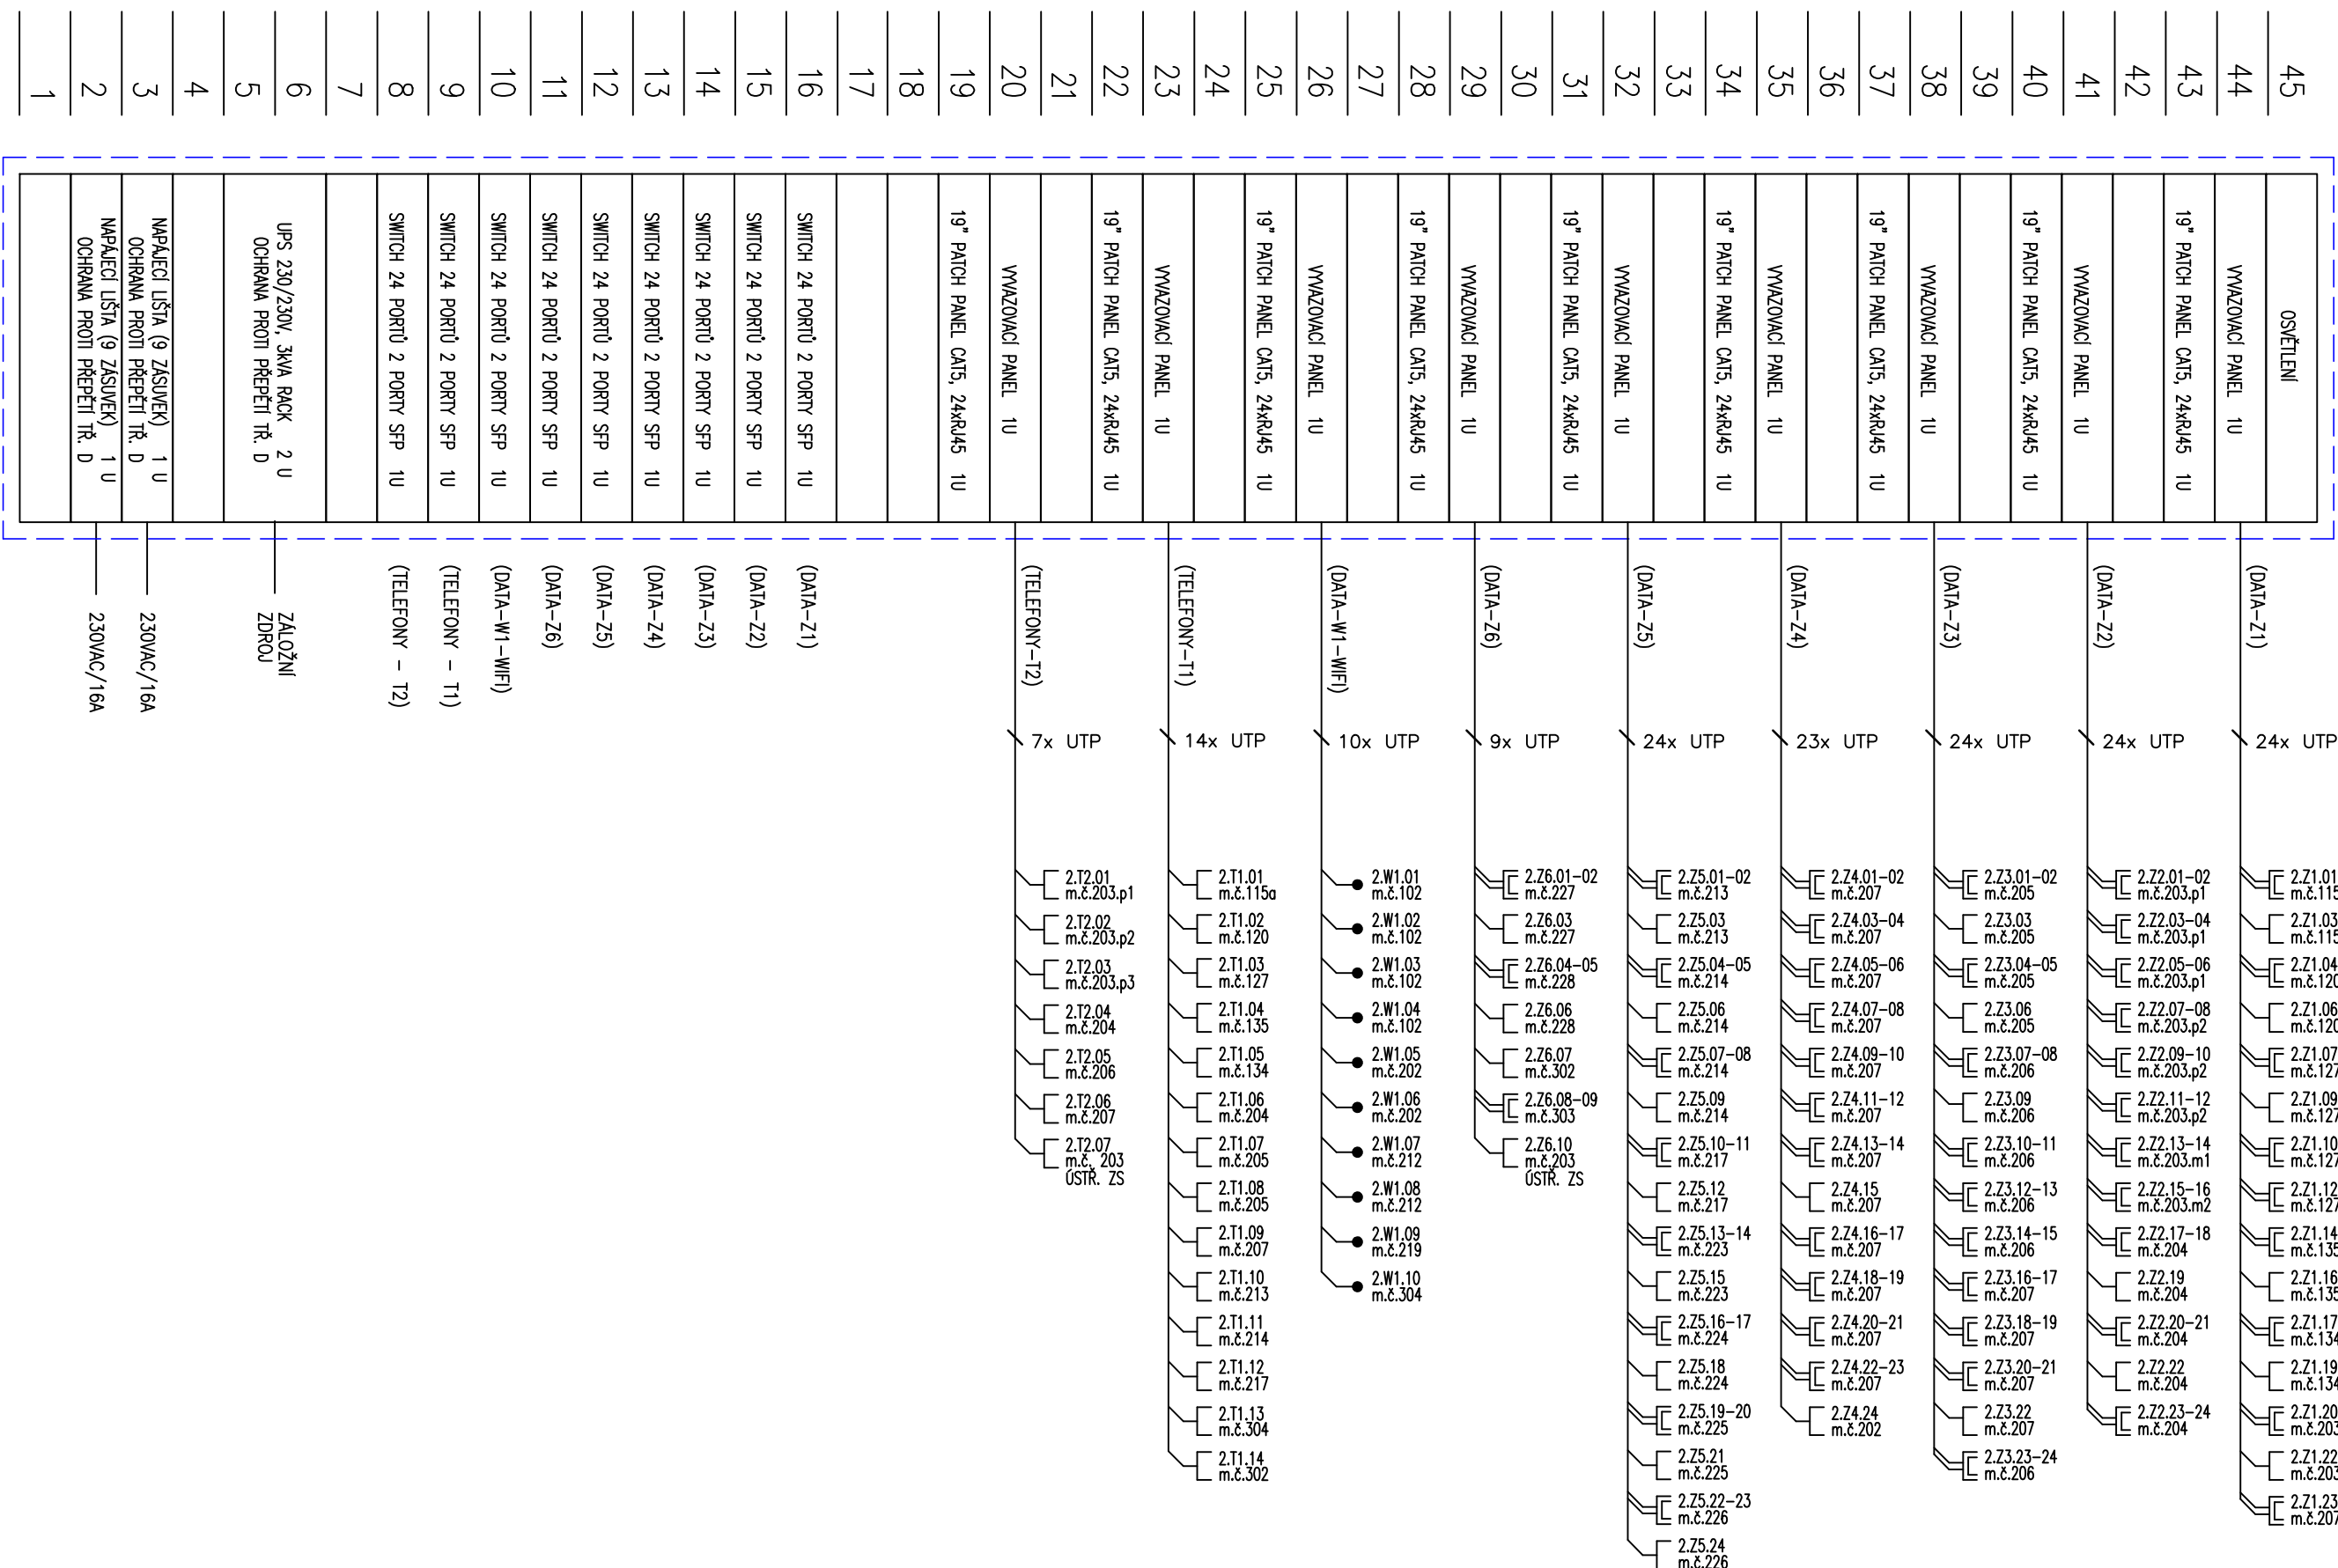 1
2
3
4
5
6
7
8
9
10
11
12
13
14
15
16
17
18
19
20
21
22
23
24
25
26
27
28
29
30
31
32
33
34
35
36
37
38
39
40
41
42
43
44
45
NAPÁJECÍ LIŠTA (9 ZÁSUVEK) 1 U
OCHRANA PROTI PŘEPĚTÍ TŘ. D
NAPÁJECÍ LIŠTA (9 ZÁSUVEK) 1 U
OCHRANA PROTI PŘEPĚTÍ TŘ. D
UPS 230/230V, 3kVA RACK 2 U
OCHRANA PROTI PŘEPĚTÍ TŘ. D
SWITCH 24 PORTŮ 2 PORTY SFP 1U
SWITCH 24 PORTŮ 2 PORTY SFP 1U
SWITCH 24 PORTŮ 2 PORTY SFP 1U
SWITCH 24 PORTŮ 2 PORTY SFP 1U
SWITCH 24 PORTŮ 2 PORTY SFP 1U
SWITCH 24 PORTŮ 2 PORTY SFP 1U
SWITCH 24 PORTŮ 2 PORTY SFP 1U
SWITCH 24 PORTŮ 2 PORTY SFP 1U
SWITCH 24 PORTŮ 2 PORTY SFP 1U
19" PATCH PANEL CAT5, 24xRJ45 1U
VYVAZOVACÍ PANEL 1U
19" PATCH PANEL CAT5, 24xRJ45 1U
VYVAZOVACÍ PANEL 1U
19" PATCH PANEL CAT5, 24xRJ45 1U
VYVAZOVACÍ PANEL 1U
19" PATCH PANEL CAT5, 24xRJ45 1U
VYVAZOVACÍ PANEL 1U
19" PATCH PANEL CAT5, 24xRJ45 1U
VYVAZOVACÍ PANEL 1U
19" PATCH PANEL CAT5, 24xRJ45 1U
VYVAZOVACÍ PANEL 1U
19" PATCH PANEL CAT5, 24xRJ45 1U
VYVAZOVACÍ PANEL 1U
19" PATCH PANEL CAT5, 24xRJ45 1U
VYVAZOVACÍ PANEL 1U
19" PATCH PANEL CAT5, 24xRJ45 1U
VYVAZOVACÍ PANEL 1U
OSVĚTLENÍ
230VAC/16A
230VAC/16A
ZÁLOŽNÍ
ZDROJ
(TELEFONY - T2)
(TELEFONY - T1)
(DATA-W1-WIFI)
(DATA-Z6)
(DATA-Z5)
(DATA-Z4)
(DATA-Z3)
(DATA-Z2)
(DATA-Z1)
(TELEFONY-T2)
(TELEFONY-T1)
(DATA-W1-WIFI)
(DATA-Z6)
(DATA-Z5)
(DATA-Z4)
(DATA-Z3)
(DATA-Z2)
(DATA-Z1)
7x UTP
14x UTP
10x UTP
9x UTP
24x UTP
23x UTP
24x UTP
24x UTP
24x UTP
2.T2.01
m.č.203.p1
2.T2.02
m.č.203.p2
2.T2.03
m.č.203.p3
2.T2.04
m.č.204
2.T2.05
m.č.206
2.T2.06
m.č.207
2.T2.07
m.č. 203
ÚSTŘ. ZS
2.T1.01
m.č.115a
2.T1.02
m.č.120
2.T1.03
m.č.127
2.T1.04
m.č.135
2.T1.05
m.č.134
2.T1.06
m.č.204
2.T1.07
m.č.205
2.T1.08
m.č.205
2.T1.09
m.č.207
2.T1.10
m.č.213
2.T1.11
m.č.214
2.T1.12
m.č.217
2.T1.13
m.č.304
2.T1.14
m.č.302
2.W1.01
m.č.102
2.W1.02
m.č.102
2.W1.03
m.č.102
2.W1.04
m.č.102
2.W1.05
m.č.202
2.W1.06
m.č.202
2.W1.07
m.č.212
2.W1.08
m.č.212
2.W1.09
m.č.219
2.W1.10
m.č.304
2.Z6.01-02
m.č.227
2.Z6.03
m.č.227
2.Z6.04-05
m.č.228
2.Z6.06
m.č.228
2.Z6.07
m.č.302
2.Z6.08-09
m.č.303
2.Z6.10
m.č.203
ÚSTŘ. ZS
2.Z5.01-02
m.č.213
2.Z5.03
m.č.213
2.Z5.04-05
m.č.214
2.Z5.06
m.č.214
2.Z5.07-08
m.č.214
2.Z5.09
m.č.214
2.Z5.10-11
m.č.217
2.Z5.12
m.č.217
2.Z5.13-14
m.č.223
2.Z5.15
m.č.223
2.Z5.16-17
m.č.224
2.Z5.18
m.č.224
2.Z5.19-20
m.č.225
2.Z5.21
m.č.225
2.Z5.22-23
m.č.226
2.Z5.24
m.č.226
2.Z4.01-02
m.č.207
2.Z4.03-04
m.č.207
2.Z4.05-06
m.č.207
2.Z4.07-08
m.č.207
2.Z4.09-10
m.č.207
2.Z4.11-12
m.č.207
2.Z4.13-14
m.č.207
2.Z4.15
m.č.207
2.Z4.16-17
m.č.207
2.Z4.18-19
m.č.207
2.Z4.20-21
m.č.207
2.Z4.22-23
m.č.207
2.Z4.24
m.č.202
2.Z3.01-02
m.č.205
2.Z3.03
m.č.205
2.Z3.04-05
m.č.205
2.Z3.06
m.č.205
2.Z3.07-08
m.č.206
2.Z3.09
m.č.206
2.Z3.10-11
m.č.206
2.Z3.12-13
m.č.206
2.Z3.14-15
m.č.206
2.Z3.16-17
m.č.207
2.Z3.18-19
m.č.207
2.Z3.20-21
m.č.207
2.Z3.22
m.č.207
2.Z3.23-24
m.č.206
2.Z2.01-02
m.č.203.p1
2.Z2.03-04
m.č.203.p1
2.Z2.05-06
m.č.203.p1
2.Z2.07-08
m.č.203.p2
2.Z2.09-10
m.č.203.p2
2.Z2.11-12
m.č.203.p2
2.Z2.13-14
m.č.203.m1
2.Z2.15-16
m.č.203.m2
2.Z2.17-18
m.č.204
2.Z2.19
m.č.204
2.Z2.20-21
m.č.204
2.Z2.22
m.č.204
2.Z2.23-24
m.č.204
2.Z1.01
m.č.115
2.Z1.03
m.č.115
2.Z1.04
m.č.120
2.Z1.06
m.č.120
2.Z1.07
m.č.127
2.Z1.09
m.č.127
2.Z1.10
m.č.127
2.Z1.12
m.č.127
2.Z1.14
m.č.135
2.Z1.16
m.č.135
2.Z1.17
m.č.134
2.Z1.19
m.č.134
2.Z1.20
m.č.203
2.Z1.22
m.č.203
2.Z1.23
m.č.207